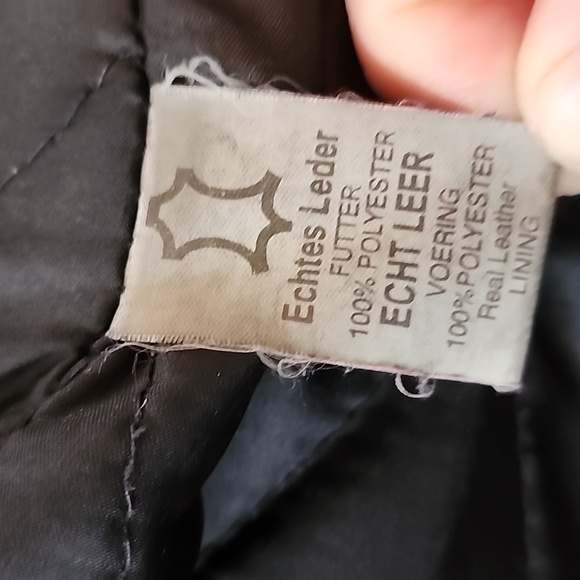 Echtes Leder
FUTTER
100% POLYESTER
ECHT LEER
VOERING
100%POLYESTER
Real Leather
LINING